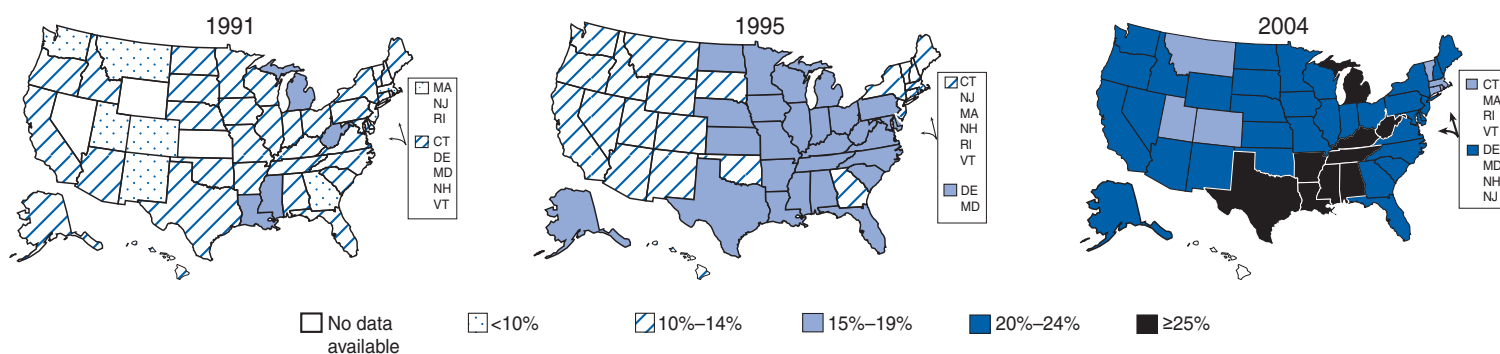 1991
1995
2004
MA
NJ
RI
CT
DE
MD
NH
VT
CT
NJ
MA
NH
RI
VT
DE
MD
CT
MA
RI
VT
DE
MD
NH
NJ
No data
available
<10%
10%–14%
15%–19%
20%–24%
≥25%